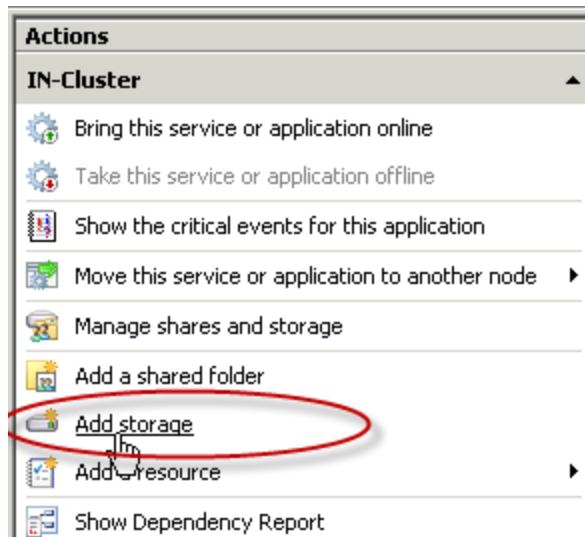 Actions
IN-Cluster
Bring this service or application online
Take this service or application offline
Show the critical events for this application
Move this service or application to another node
Manage shares and storage
Add a shared folder
Add storage
Add a resource
Show Dependency Report